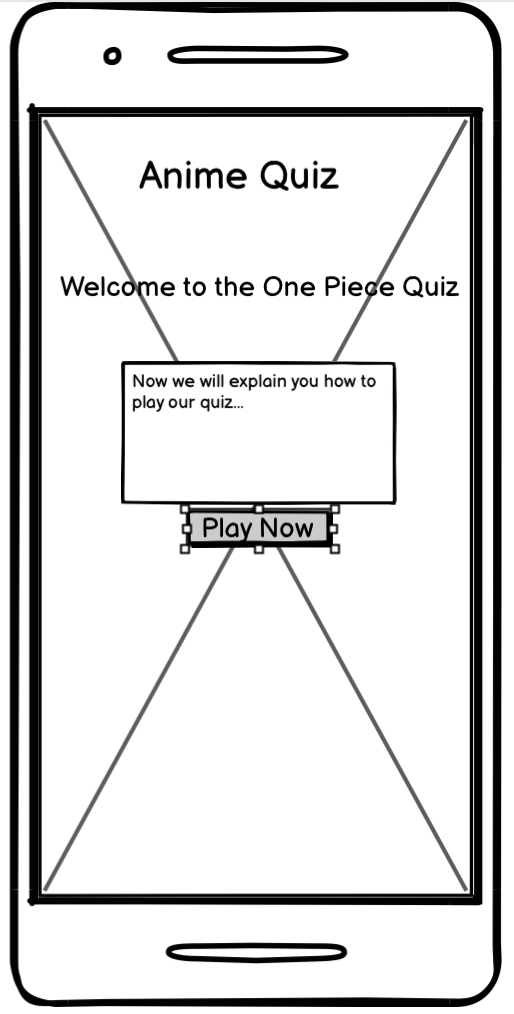 Anime Quiz
Welcome to the One Piece Quiz
Now we will explain you how to
play our quiz...
Play Now